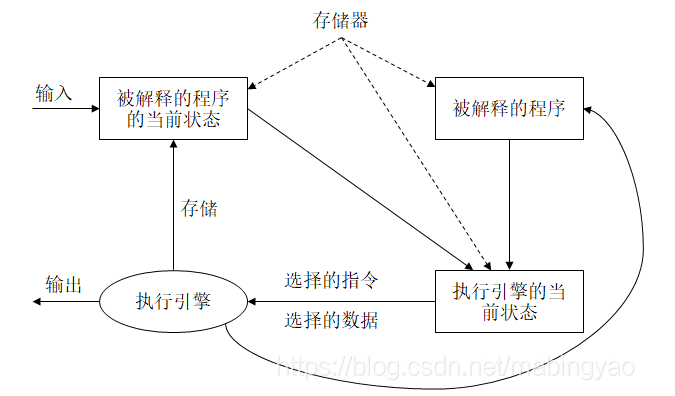 存储器
输入
被解释的程序
的当前状态
被解释的程序
存储
输出
执行引擎
选择的指令
选择的数据
执行引擎的当
前状态
https://blog.csdn.net/mabingyao